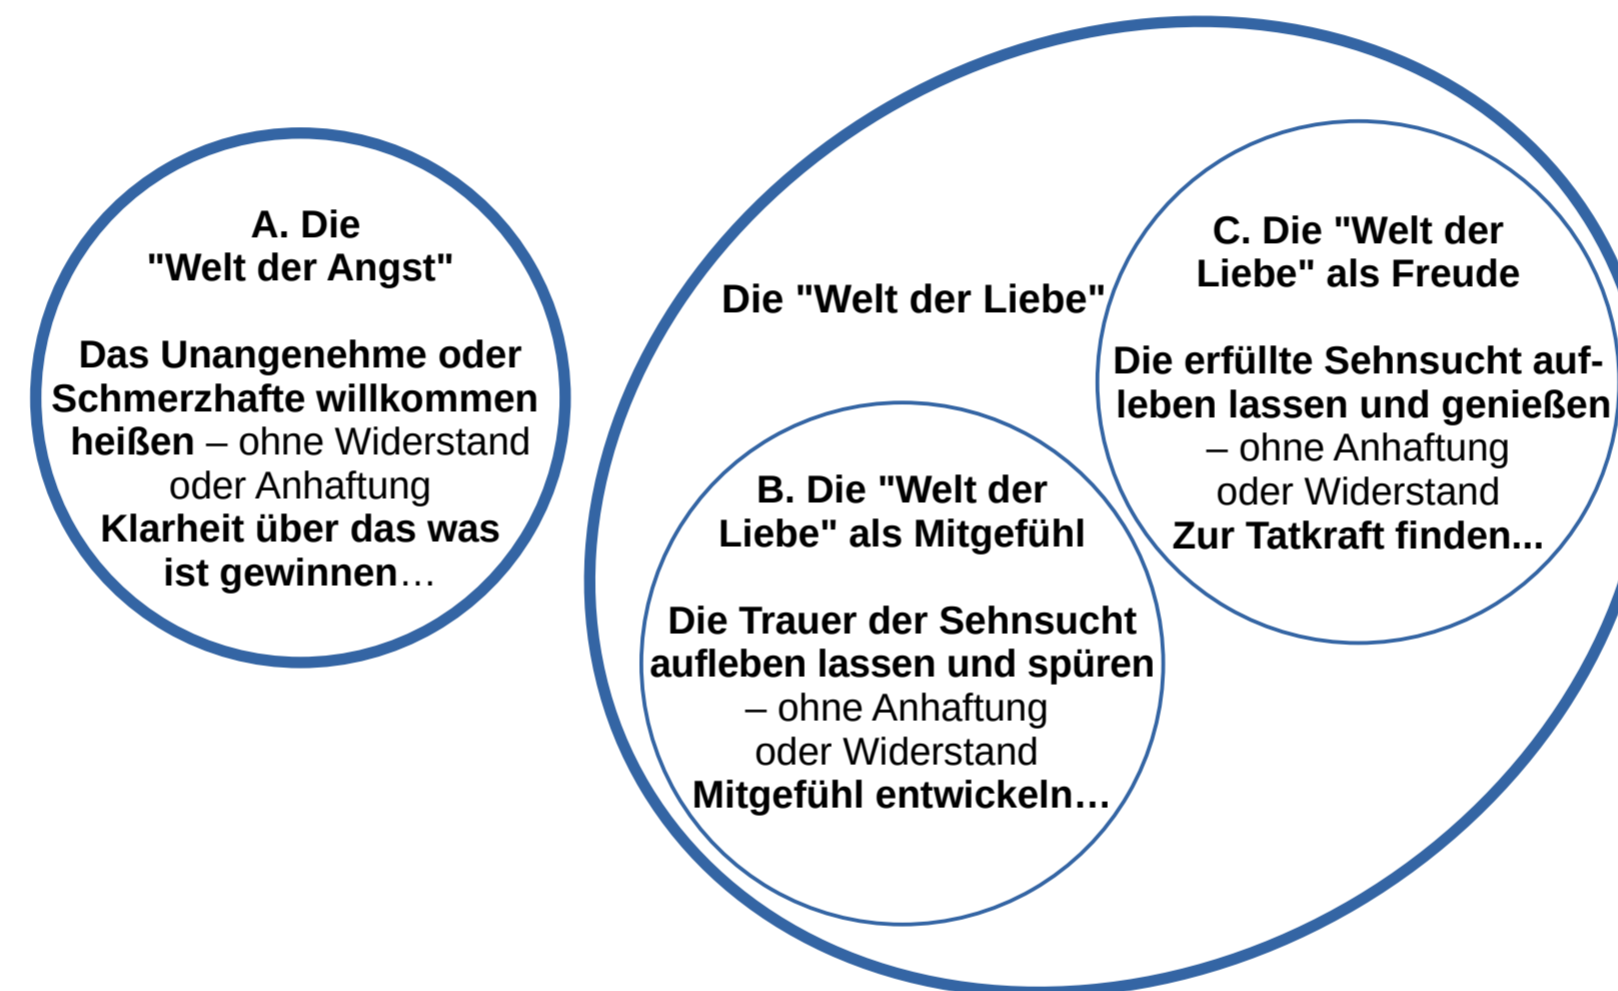 A. Die
"Welt der Angst"
Das Unangenehme oder
Schmerzhafte willkommen
heißen – ohne Widerstand
oder Anhaftung
Klarheit über das was
ist gewinnen…
Die "Welt der Liebe"
B. Die "Welt der
Liebe" als Mitgefühl
Die Trauer der Sehnsucht
aufleben lassen und spüren
– ohne Anhaftung
oder Widerstand
Mitgefühl entwickeln…
C. Die "Welt der
Liebe" als Freude
Die erfüllte Sehnsucht auf-
leben lassen und genießen
– ohne Anhaftung
oder Widerstand
Zur Tatkraft finden...